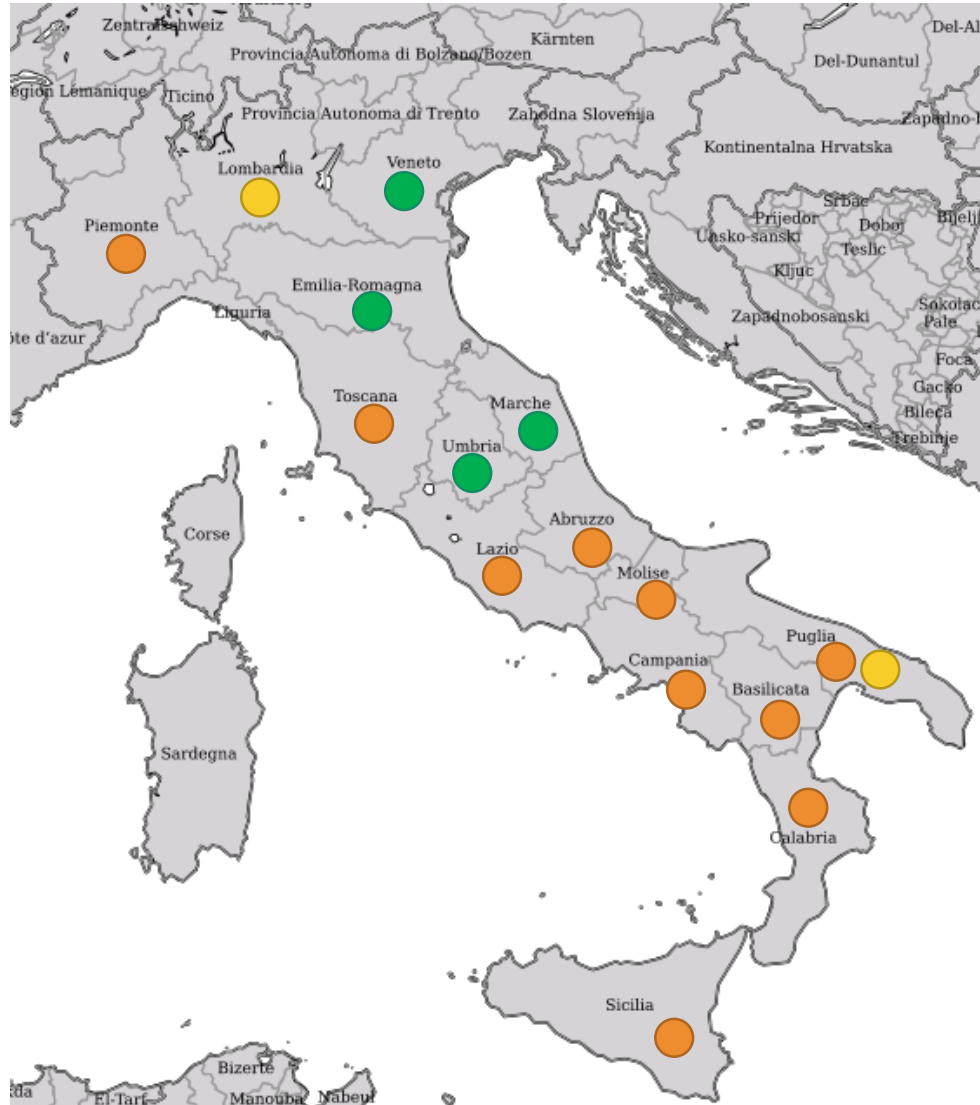 Zentralschweiz
Kärnten
Del-Al
Provincia Autonoma di Bolzano/Bozen
Del-Dunantul
egion Lémanique
Ticino
Provincia Autonoma di Trento
Zahodna Slovenija
Zapadno-
Kontinentalna Hrvatska
Lombardia
Veneto
Srbac
Prijedor
Doboj
Bijelj
Piemonte
Unsko-sanski
Teslic
Kljuc
Emilia-Romagna
Liguria
Zapadnobosanski
Sokolac
Pale
ôte d'azur
Foca
Gacko
Toscana
Marche
Bileca
Trebinje
Umbria
Abruzzo
Corse
Lazio
Molise
Puglia
Campania
Basilicata
Sardegna
Calabria
Sicilia
Bizerte
kda
El-Tarf
Manouba
Nabeul